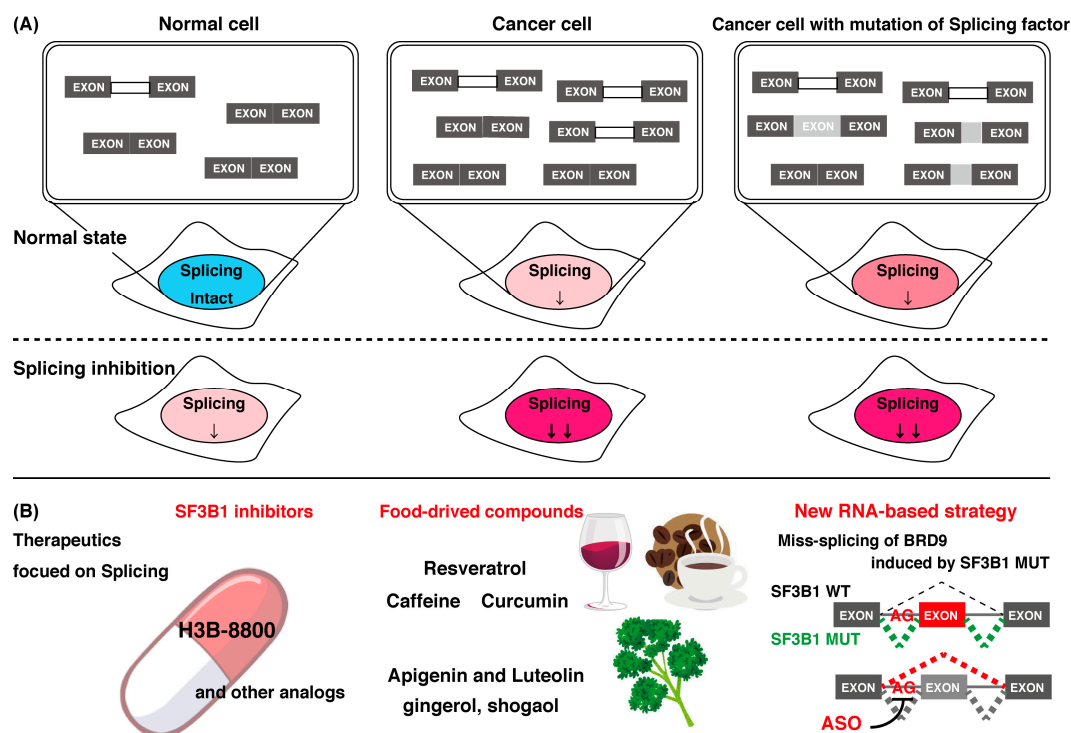 (A)
Normal cell
Cancer cell
Cancer cell with mutation of Splicing factor
EXON EXON
EXON EXON
EXON EXON
EXON EXON
EXON EXON
EXON EXON
EXON EXON
EXON EXON
EXON EXON
EXON EXON
EXON EXON
EXON EXON
EXON EXON EXON
EXON EXON
EXON EXON
EXON EXON
Normal state
Splicing
Intact
Splicing
↓
Splicing
↓
Splicing inhibition
Splicing
↓
Splicing
↓ ↓
Splicing
↓ ↓
(B)
Therapeutics
focued on Splicing
SF3B1 inhibitors
H3B-8800
and other analogs
Food-drived compounds
Resveratrol
Caffeine Curcumin
Apigenin and Luteolin
gingerol, shogaol
New RNA-based strategy
Miss-splicing of BRD9
induced by SF3B1 MUT
SF3B1 WT
EXON AG EXON EXON
SF3B1 MUT
EXON AG EXON EXON
ASO